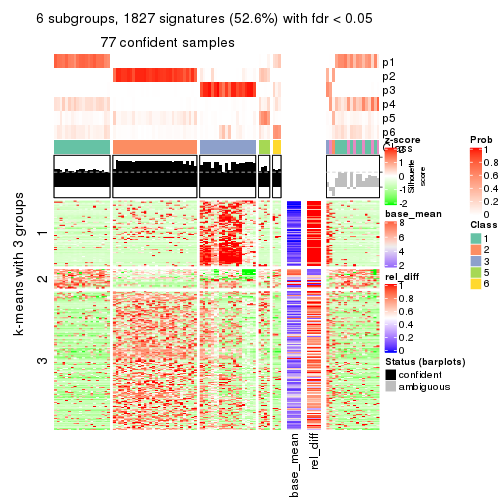 6 subgroups, 1827 signatures (52.6%) with fdr < 0.05
77 confident samples
p1
p2
p3
p4
p5
p6
Class
Silhouette
score
k-means with 3 groups
1
2
3
base_mean
rel_diff
z-score
2
1
0
-1
-2
base_mean
8
6
4
2
rel_diff
1
0.8
0.6
0.4
0.2
0
Status (barplots)
confident
ambiguous
Prob
1
0.8
0.6
0.4
0.2
0
Class
1
2
3
5
6